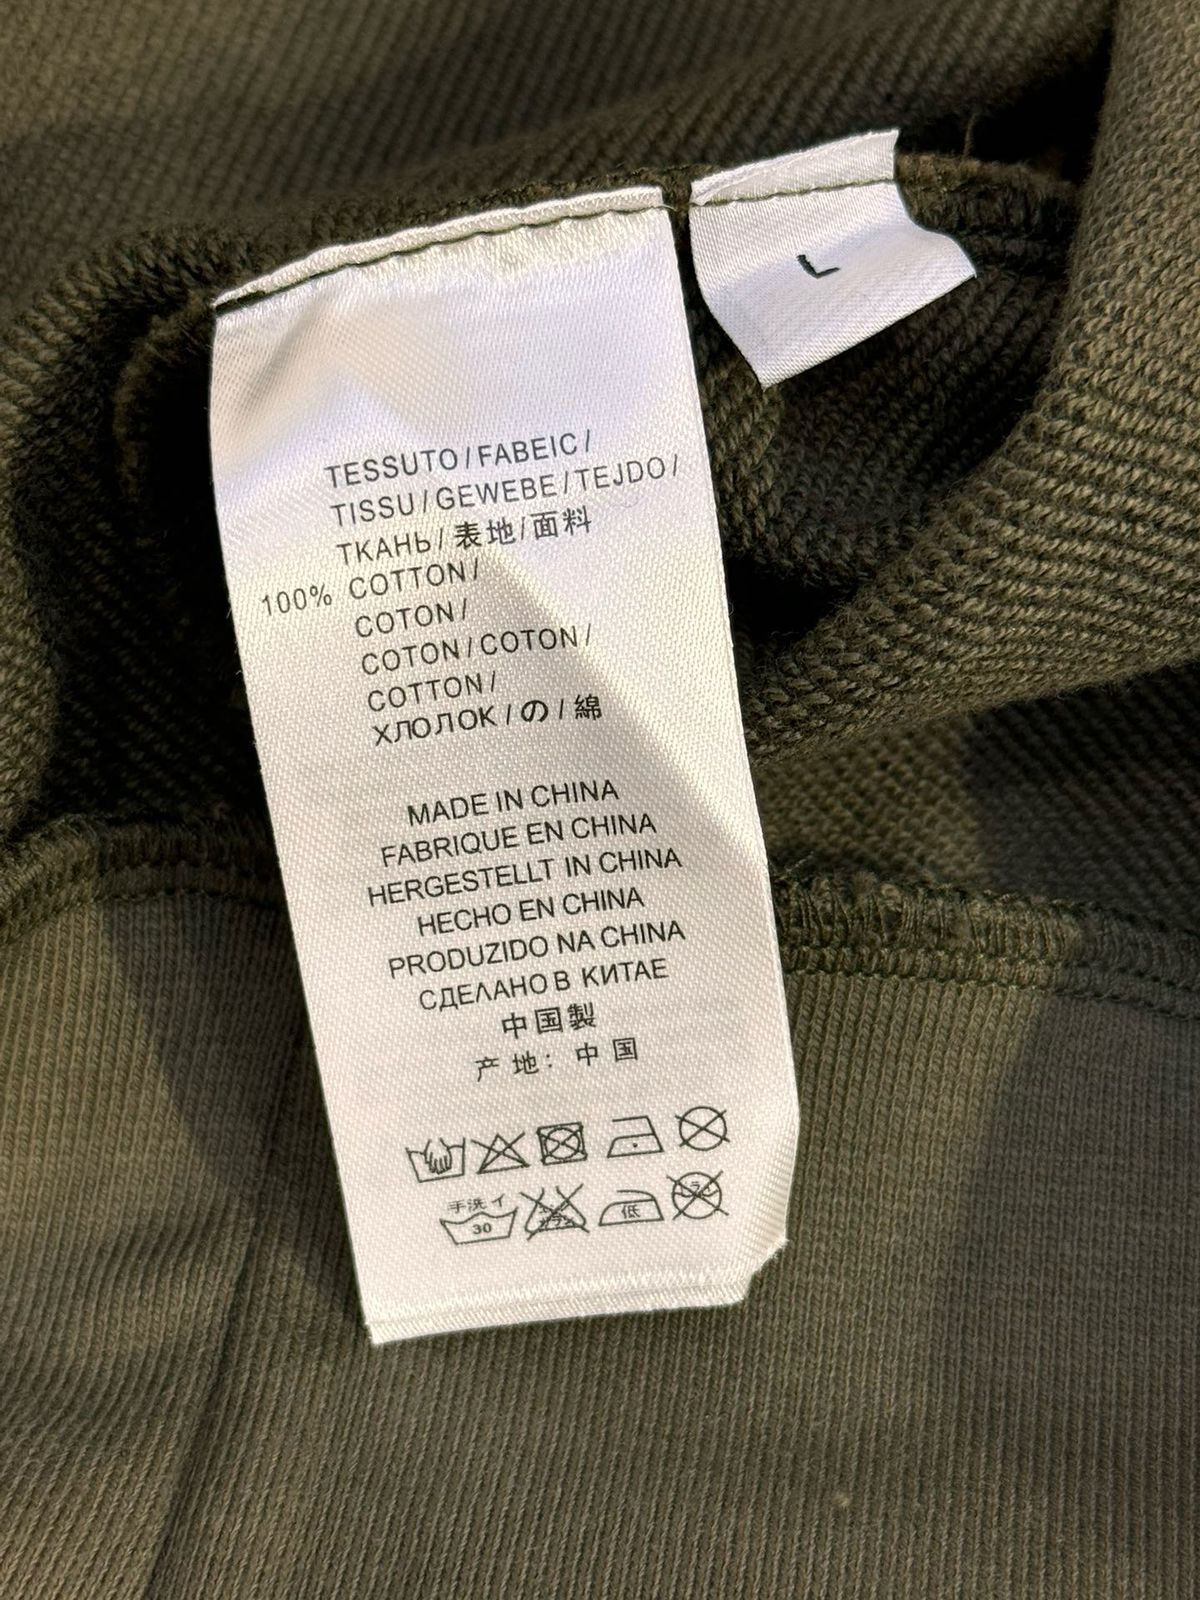 L
TESSUTO/FABEIC/
TISSU/GEWEBE/TEJDO/
ТКАНЬ/表地/面料
100% COTTON/
COTON/
COTON/COTON/
COTTON/
ХЛОЛОК/の/綿
MADE IN CHINA
FABRIQUE EN CHINA
HERGESTELLT IN CHINA
HECHO EN CHINA
PRODUZIDO NA CHINA
СДЕЛАНО В КИТАЕ
中国製
产地：中国
手洗イ
30
低